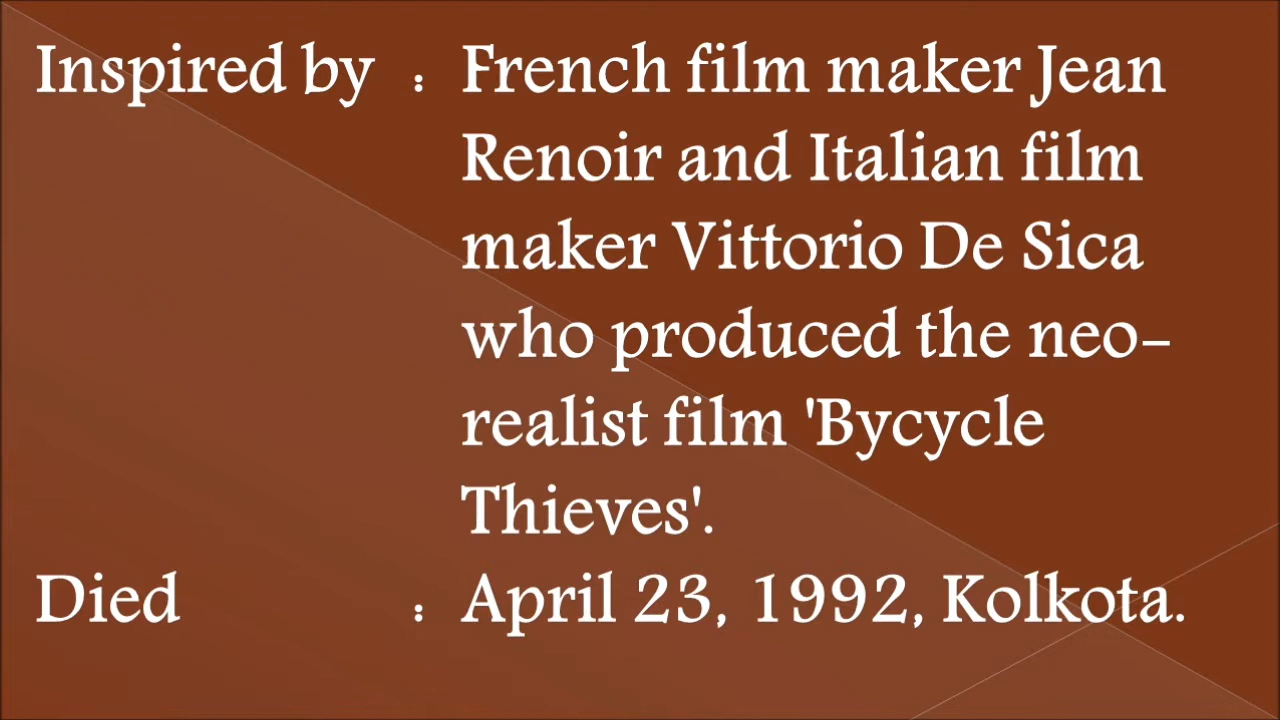 Inspired by : French film maker Jean
Renoir and Italian film
maker Vittorio De Sica
who produced the neo-
realist film 'Bycycle
Thieves'.
Died : April 23, 1992, Kolkota.